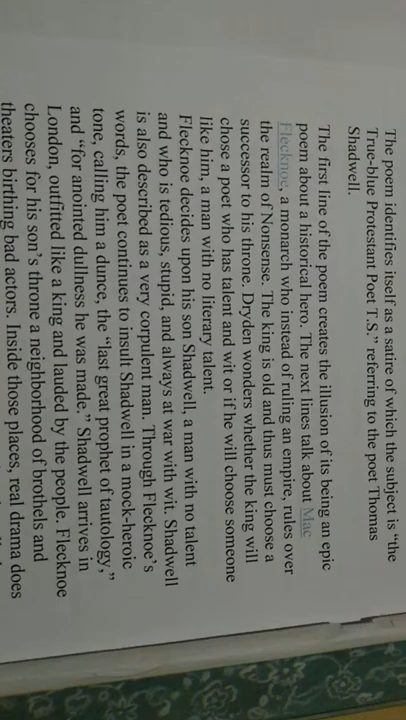 The poem identifies itself as a satire of which the subject is “the
True-blue Protestant Poet T.S.” referring to the poet Thomas
Shadwell.
The first line of the poem creates the illusion of its being an epic
poem about a historical hero. The next lines talk about Mac
Flecknoe, a monarch who instead of ruling an empire, rules over
the realm of Nonsense. The king is old and thus must choose a
successor to his throne. Dryden wonders whether the king will
chose a poet who has talent and wit or if he will choose someone
like him, a man with no literary talent.
Flecknoe decides upon his son Shadwell, a man with no talent
and who is tedious, stupid, and always at war with wit. Shadwell
is also described as a very corpulent man. Through Flecknoe’s
words, the poet continues to insult Shadwell in a mock-heroic
tone, calling him a dunce, the “last great prophet of tautology,”
and “for anointed dullness he was made.” Shadwell arrives in
London, outfitted like a king and lauded by the people. Flecknoe
chooses for his son’s throne a neighborhood of brothels and
theaters birthing bad actors. Inside those places, real drama does